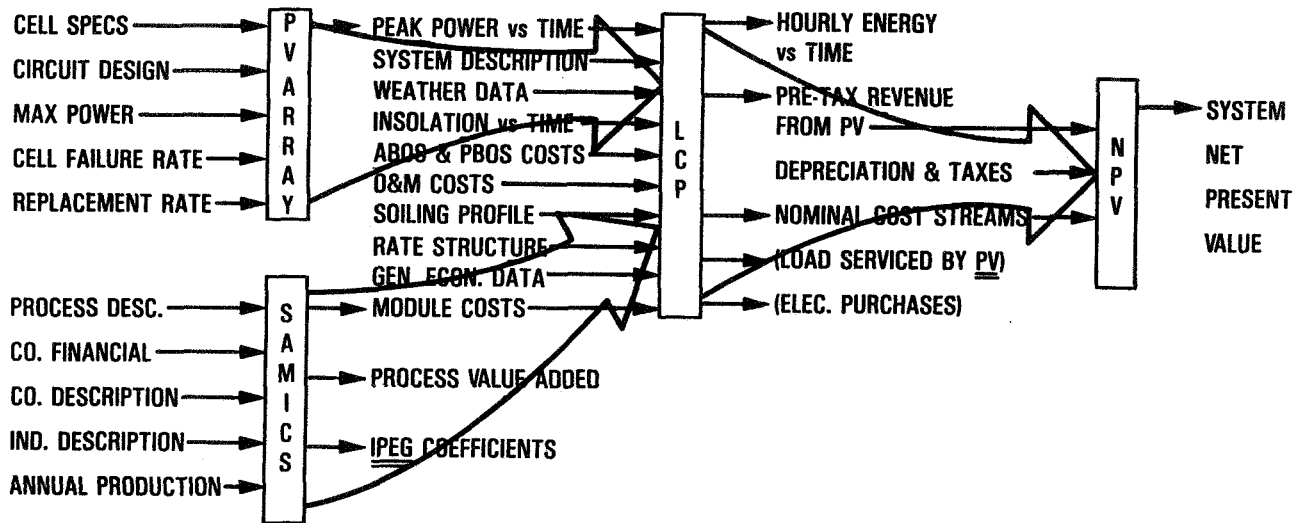 CELL SPECS
CIRCUIT DESIGN
MAX POWER
CELL FAILURE RATE
REPLACEMENT RATE
PVARRAY
PEAK POWER vs TIME
SYSTEM DESCRIPTION
WEATHER DATA
INSOLATION vs TIME
ABOS & PBOS COSTS
O&M COSTS
SOILING PROFILE
RATE STRUCTURE
GEN. ECON. DATA
MODULE COSTS
PROCESS DESC.
CO. FINANCIAL
CO. DESCRIPTION
IND. DESCRIPTION
ANNUAL PRODUCTION
SAMICS
PROCESS VALUE ADDED
IPEG COEFFICIENTS
LCP
HOURLY ENERGY
vs TIME
PRE-TAX REVENUE
FROM PV
DEPRECIATION & TAXES
NOMINAL COST STREAMS
(LOAD SERVICED BY PV)
(ELEC. PURCHASES)
NPV
SYSTEM
NET
PRESENT
VALUE